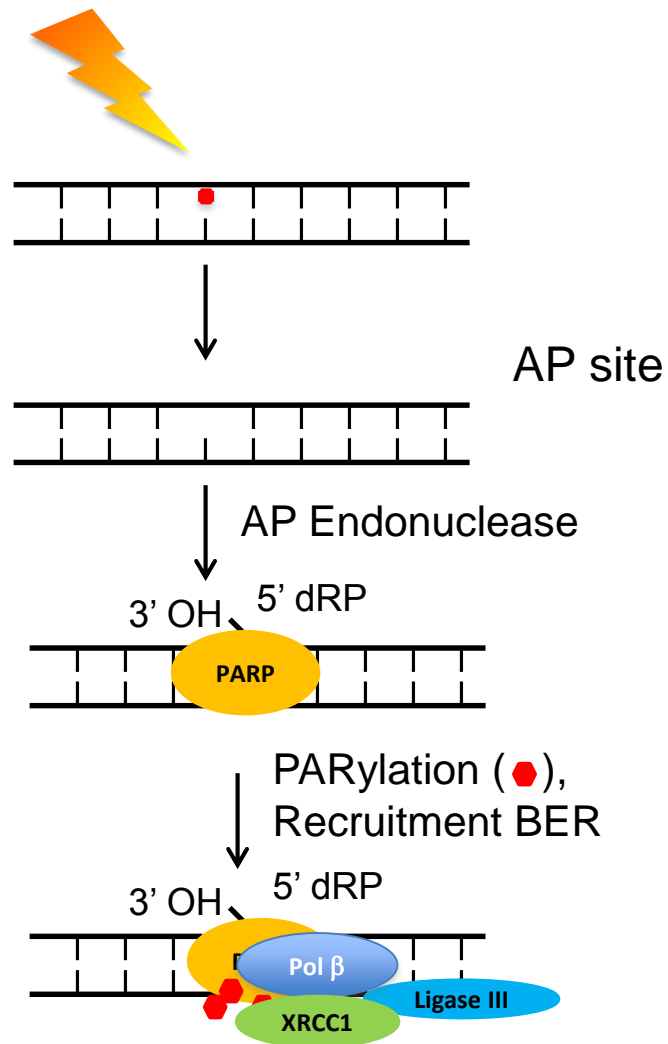 AP site
AP Endonuclease
3’ OH
5’ dRP
PARP
PARylation ( ),
Recruitment BER
3’ OH
5’ dRP
Pol β
Ligase III
XRCC1